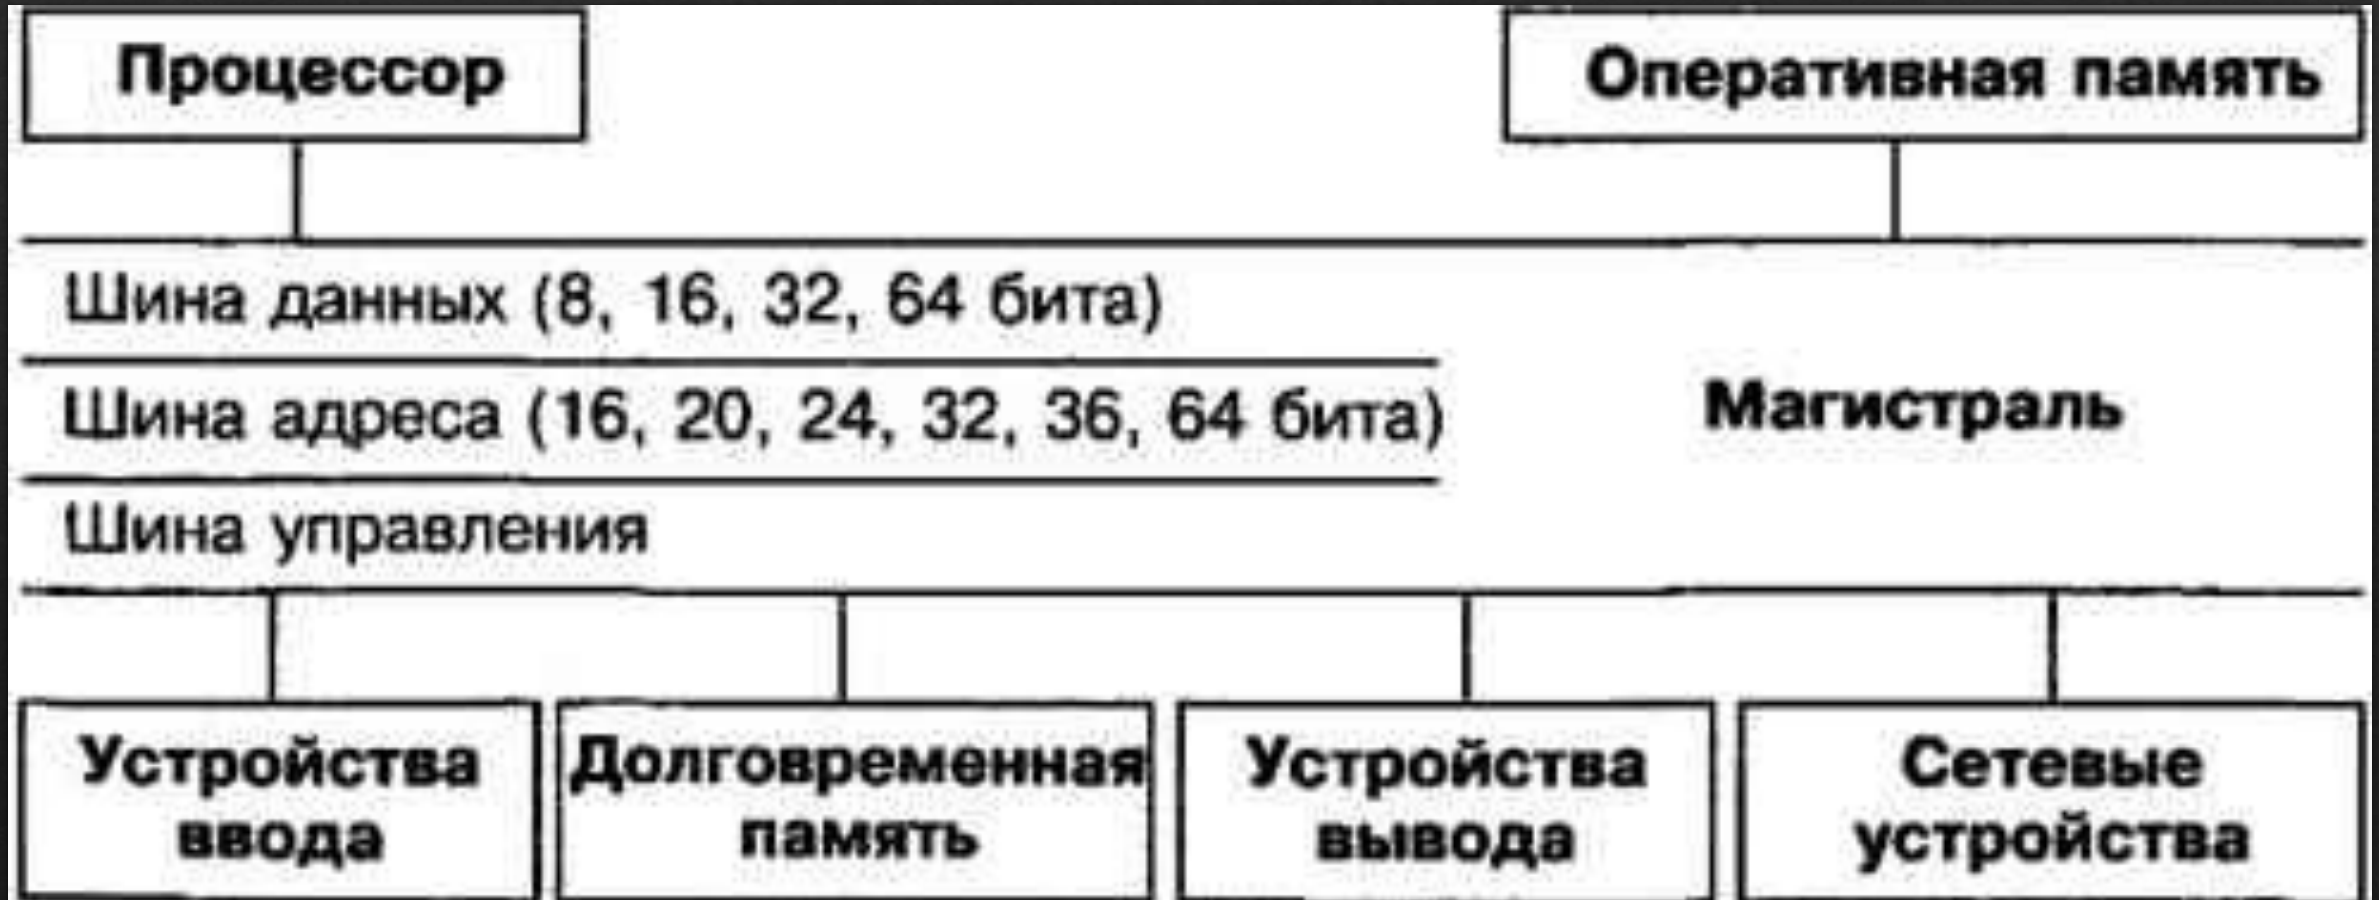 Процессор
Оперативная память
Шина данных (8, 16, 32, 64 бита)
Шина адреса (16, 20, 24, 32, 36, 64 бита)
Магистраль
Шина управления
Устройства
ввода
Долговременная
память
Устройства
вывода
Сетевые
устройства